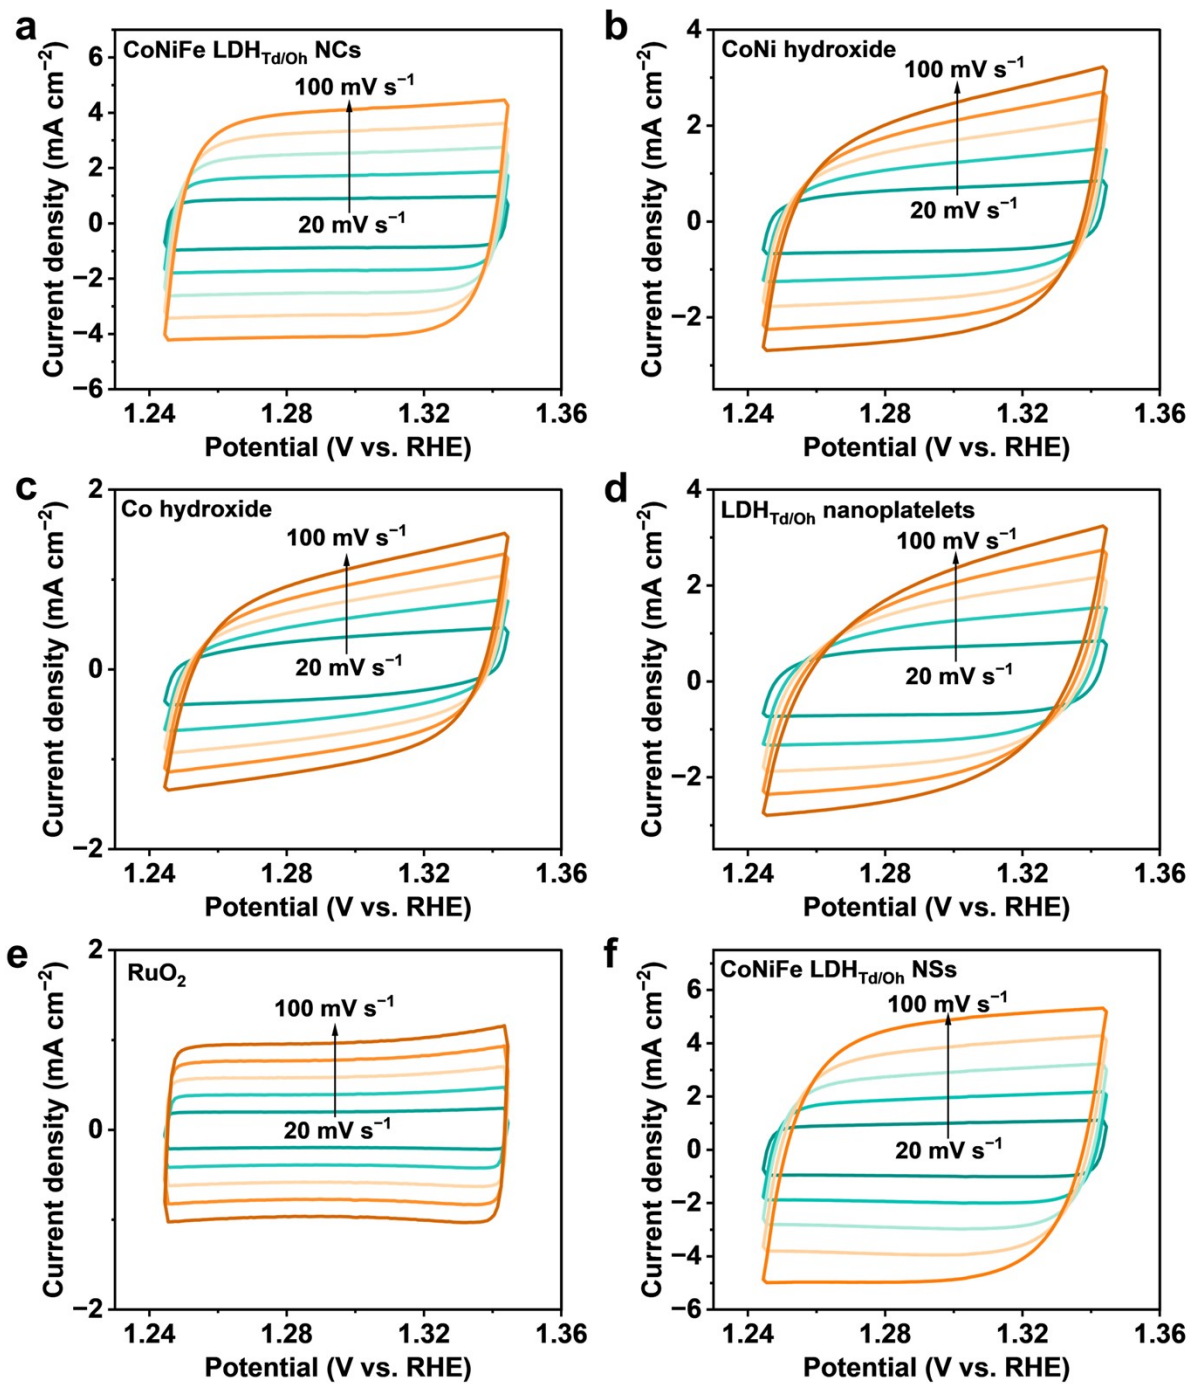 a
CoNiFe LDH_Td/Oh NCs
100 mV s⁻¹
20 mV s⁻¹
6
4
2
0
−2
−4
−6
1.24 1.28 1.32 1.36
Potential (V vs. RHE)
Current density (mA cm⁻²)
b
CoNi hydroxide
100 mV s⁻¹
20 mV s⁻¹
4
2
0
−2
1.24 1.28 1.32 1.36
Potential (V vs. RHE)
Current density (mA cm⁻²)
c
Co hydroxide
100 mV s⁻¹
20 mV s⁻¹
2
0
−2
1.24 1.28 1.32 1.36
Potential (V vs. RHE)
Current density (mA cm⁻²)
d
LDH_Td/Oh nanoplatelets
100 mV s⁻¹
20 mV s⁻¹
4
2
0
−2
1.24 1.28 1.32 1.36
Potential (V vs. RHE)
Current density (mA cm⁻²)
e
RuO₂
100 mV s⁻¹
20 mV s⁻¹
2
1
0
−1
−2
1.24 1.28 1.32 1.36
Potential (V vs. RHE)
Current density (mA cm⁻²)
f
CoNiFe LDH_Td/Oh NSs
100 mV s⁻¹
20 mV s⁻¹
6
4
2
0
−2
−4
−6
1.24 1.28 1.32 1.36
Potential (V vs. RHE)
Current density (mA cm⁻²)